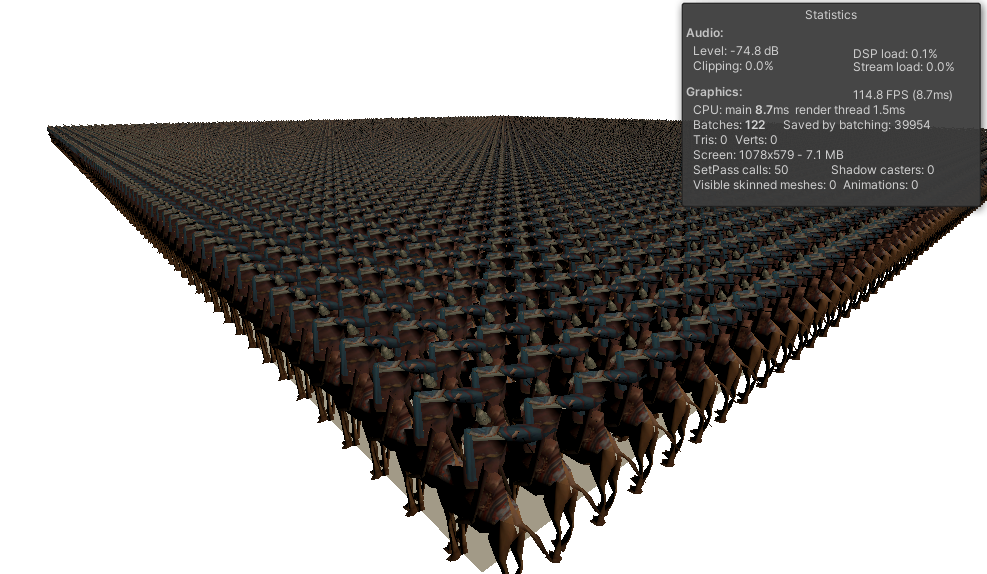 Statistics
Audio:
Level: -74.8 dB DSP load: 0.1%
Clipping: 0.0% Stream load: 0.0%
Graphics: 114.8 FPS (8.7ms)
CPU: main 8.7ms render thread 1.5ms
Batches: 122 Saved by batching: 39954
Tris: 0 Verts: 0
Screen: 1078x579 - 7.1 MB
SetPass calls: 50 Shadow casters: 0
Visible skinned meshes: 0 Animations: 0